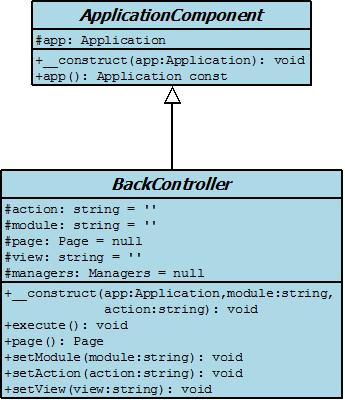 ApplicationComponent
#app: Application
+__construct(app:Application): void
+app(): Application const
BackController
#action: string = ''
#module: string = ''
#page: Page = null
#view: string = ''
#managers: Managers = null
+__construct(app:Application,module:string,
action:string): void
+execute(): void
+page(): Page
+setModule(module:string): void
+setAction(action:string): void
+setView(view:string): void